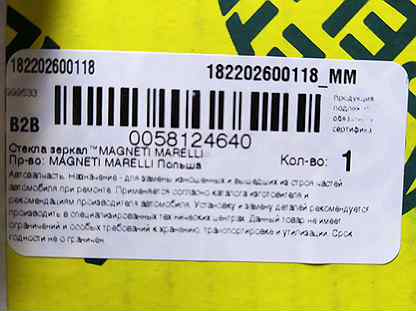 182202600118
182202600118_MM
Продукция
B2B
0058124640
Стекла зеркал ™MAGNETI MARELLI
Пр-во: MAGNETI MARELLI Польша
Кол-во: 1
Автозапчасть. Назначение - для замены изношенных и вышедших из строя частей
автомобиля при ремонте. Применяется согласно каталога изготовителя и
рекомендациям производителя автомобиля. Установку и замену деталей рекомендуется
производить в специализированных технических центрах. Данный товар не имеет
ограничений и особых требований к хранению, транспортировке и утилизации. Срок
годности не ограничен